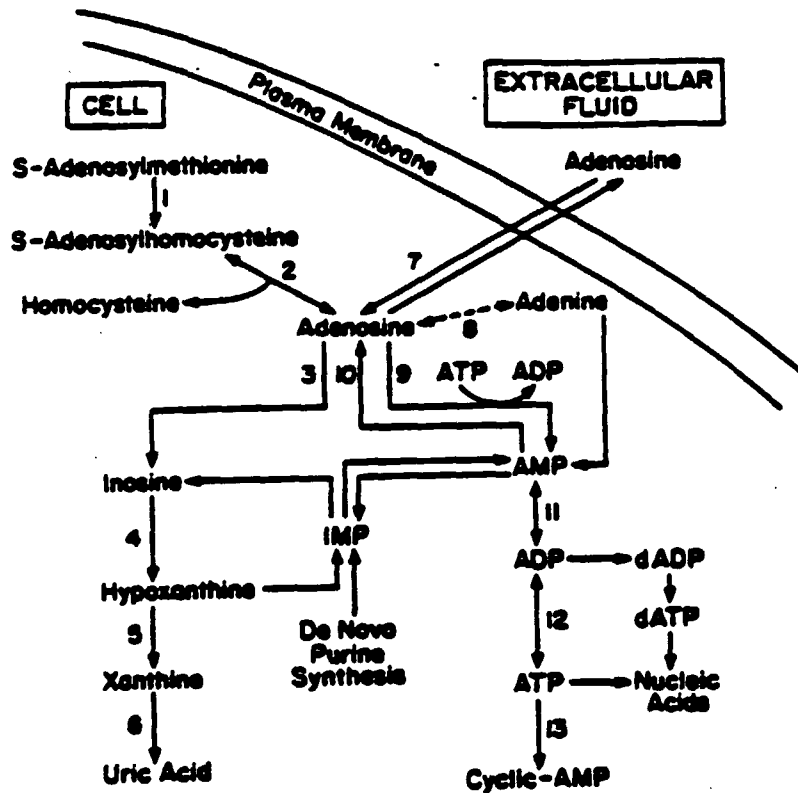 CELL
Plasma Membrane
EXTRACELLULAR
FLUID
Adenosine
S-Adenosylmethionine
1
S-Adenosylhomocysteine
2
7
Homocysteine
Adenosine
8
Adenine
3
10
9
ATP
ADP
Inosine
AMP
4
IMP
11
ADP
dADP
Hypoxanthine
5
De Novo
Purine
Synthesis
12
dATP
Xanthine
ATP
Nucleic
Acids
6
13
Uric Acid
Cyclic-AMP